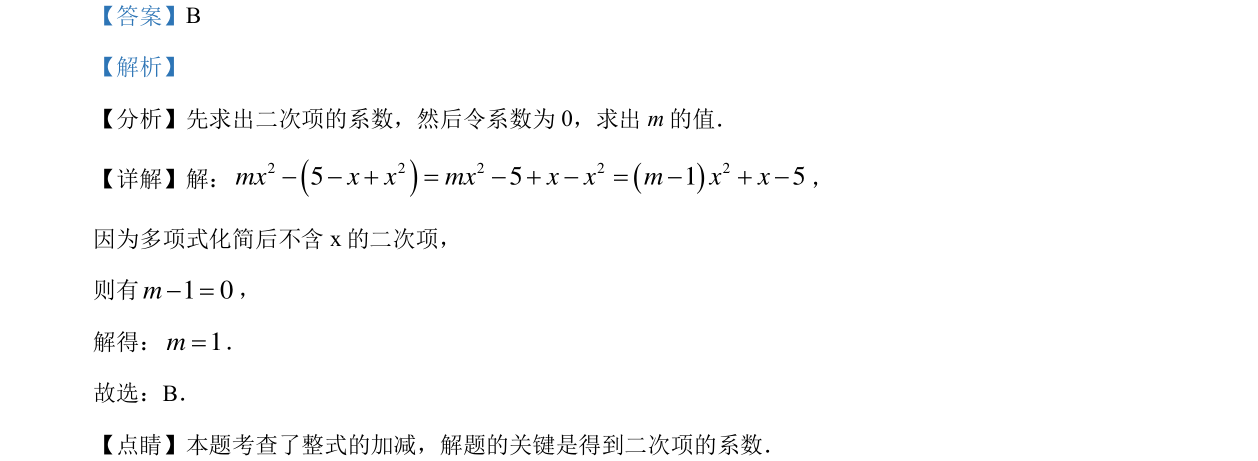 【答案】B
【解析】
【分析】先求出二次项的系数，然后令系数为 0，求出 m 的值．
【详解】解：mx²−(5−x+x²)=mx²−5+x−x²=(m−1)x²+x−5，
因为多项式化简后不含 x 的二次项，
则有m−1=0，
解得：m=1．
故选：B．
【点睛】本题考查了整式的加减，解题的关键是得到二次项的系数．